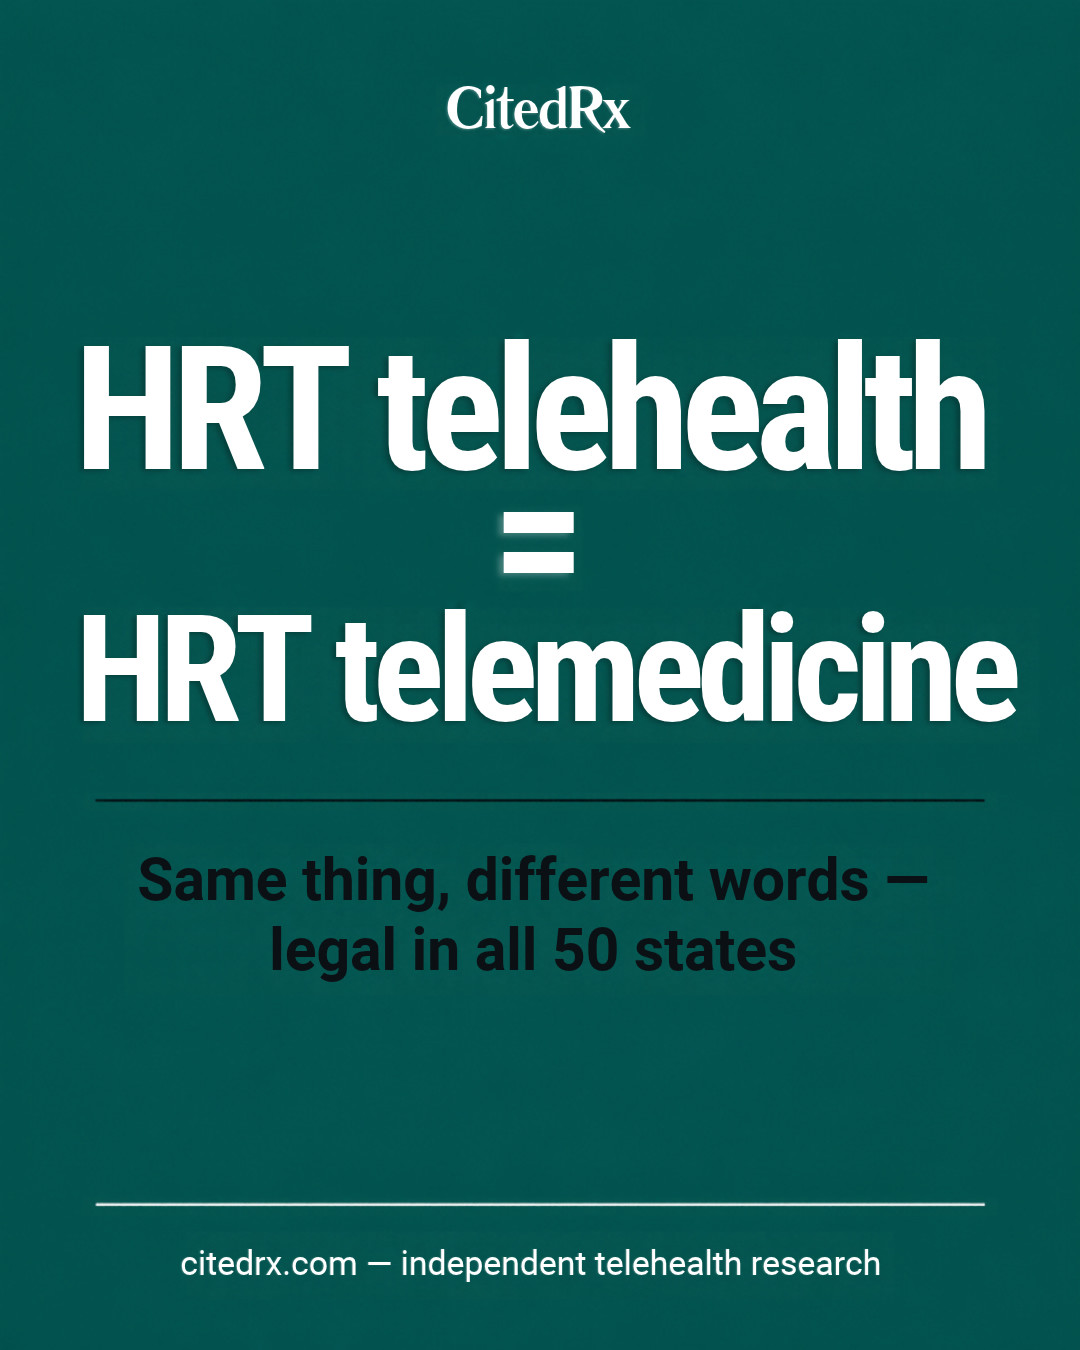 CitedRx
HRT telehealth
=
HRT telemedicine
Same thing, different words —
legal in all 50 states
citedrx.com — independent telehealth research